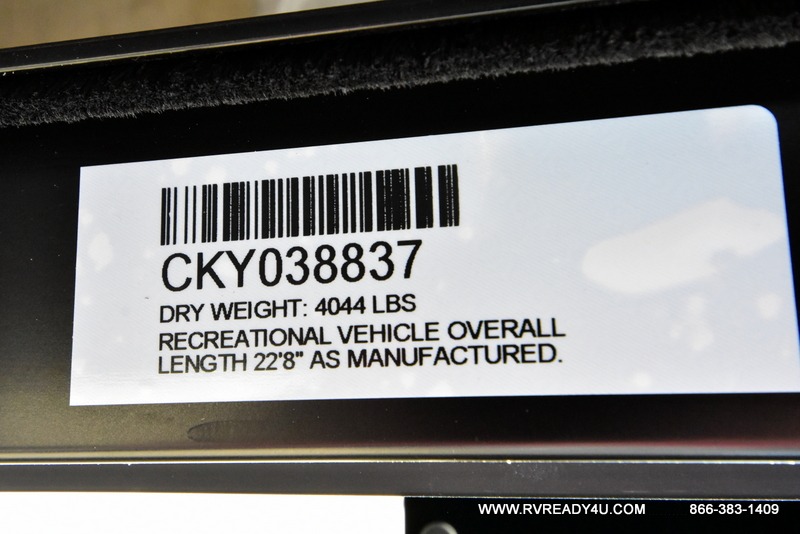 CKY038837
DRY WEIGHT: 4044 LBS
RECREATIONAL VEHICLE OVERALL
LENGTH 22'8" AS MANUFACTURED.
WWW.RVREADY4U.COM 866-383-1409